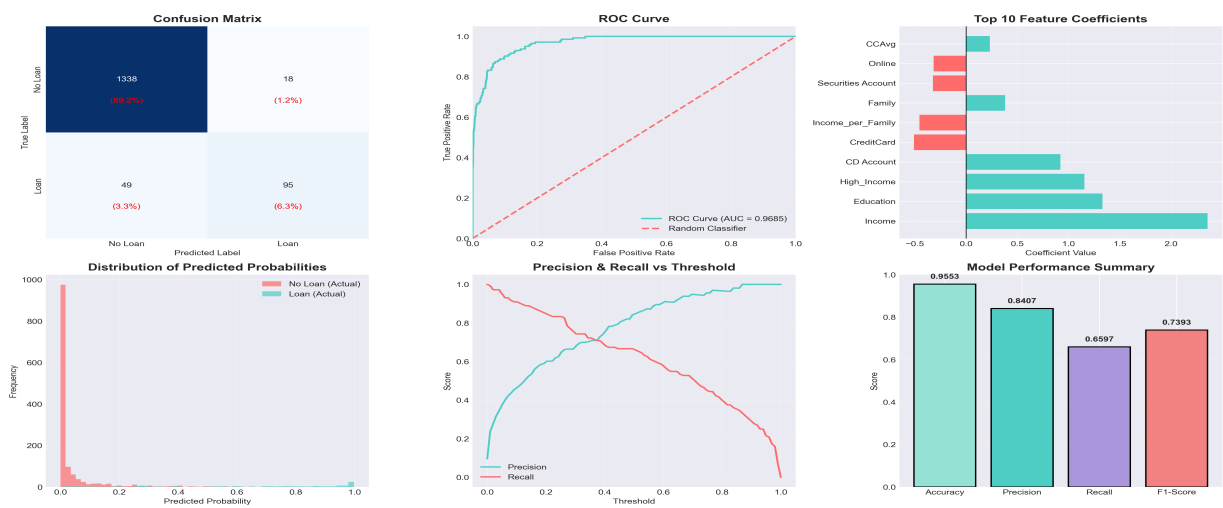 Confusion Matrix
No Loan
Loan
True Label
1338
(89.2%)
18
(1.2%)
49
(3.3%)
95
(6.3%)
No Loan
Loan
Predicted Label
ROC Curve
1.0
0.8
0.6
0.4
0.2
0.0
True Positive Rate
ROC Curve (AUC = 0.9685)
Random Classifier
0.0 0.2 0.4 0.6 0.8 1.0
False Positive Rate
Top 10 Feature Coefficients
CCAvg
Online
Securities Account
Family
Income_per_Family
CreditCard
CD Account
High_Income
Education
Income
−0.5 0.0 0.5 1.0 1.5 2.0
Coefficient Value
Distribution of Predicted Probabilities
1000
800
600
400
200
0
Frequency
No Loan (Actual)
Loan (Actual)
0.0 0.2 0.4 0.6 0.8 1.0
Predicted Probability
Precision & Recall vs Threshold
1.0
0.8
0.6
0.4
0.2
0.0
Score
Precision
Recall
0.0 0.2 0.4 0.6 0.8 1.0
Threshold
Model Performance Summary
1.0
0.8
0.6
0.4
0.2
0.0
Score
0.9553
0.8407
0.6597
0.7393
Accuracy
Precision
Recall
F1-Score